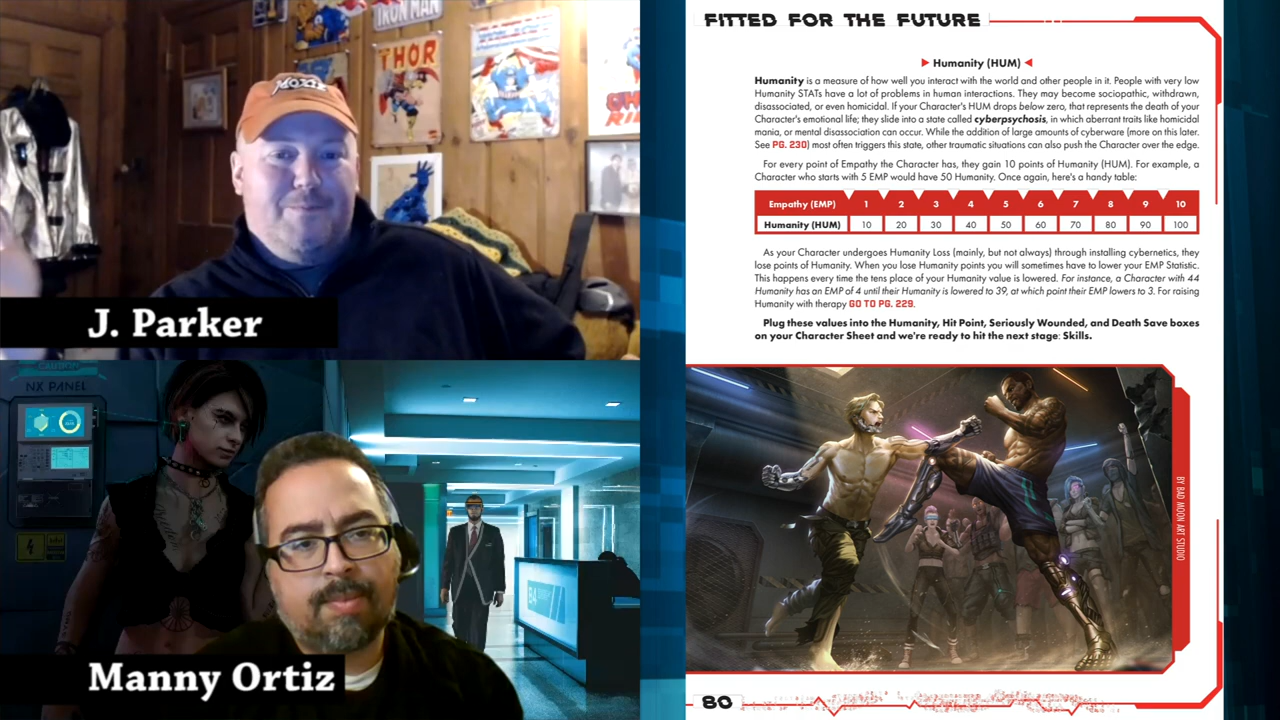 IRON MAN
THOR
Moxie
J. Parker
NX PANEL
B4
Manny Ortiz
FITTED FOR THE FUTURE
Humanity (HUM)
Humanity is a measure of how well you interact with the world and other people in it. People with very low
Humanity STATs have a lot of problems in human interactions. They may become sociopathic, withdrawn,
disassociated, or even homicidal. If your Character's HUM drops below zero, that represents the death of your
Character's emotional life; they slide into a state called cyberpsychosis, in which aberrant traits like homicidal
mania, or mental disassociation can occur. While the addition of large amounts of cyberware (more on this later.
See PG. 230) most often triggers this state, other traumatic situations can also push the Character over the edge.
For every point of Empathy the Character has, they gain 10 points of Humanity (HUM). For example, a
Character who starts with 5 EMP would have 50 Humanity. Once again, here's a handy table:
Empathy (EMP) 1 2 3 4 5 6 7 8 9 10
Humanity (HUM) 10 20 30 40 50 60 70 80 90 100
As your Character undergoes Humanity Loss (mainly, but not always) through installing cybernetics, they
lose points of Humanity. When you lose Humanity points you will sometimes have to lower your EMP Statistic.
This happens every time the tens place of your Humanity value is lowered. For instance, a Character with 44
Humanity has an EMP of 4 until their Humanity is lowered to 39, at which point their EMP lowers to 3. For raising
Humanity with therapy GO TO PG. 229.
Plug these values into the Humanity, Hit Point, Seriously Wounded, and Death Save boxes
on your Character Sheet and we're ready to hit the next stage: Skills.
BY BAD MOON ART STUDIO
80